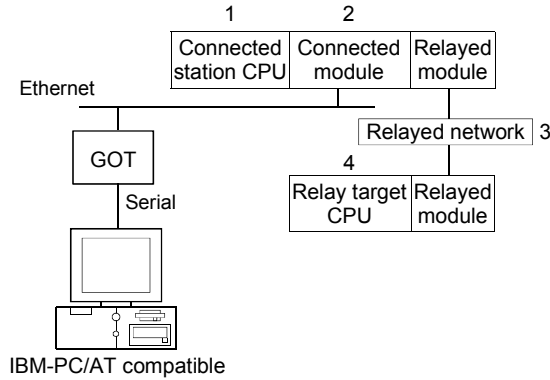 1
2
Connected
station CPU
Connected
module
Relayed
module
Ethernet
Relayed network
3
GOT
4
Relay target
CPU
Relayed
module
Serial
IBM-PC/AT compatible